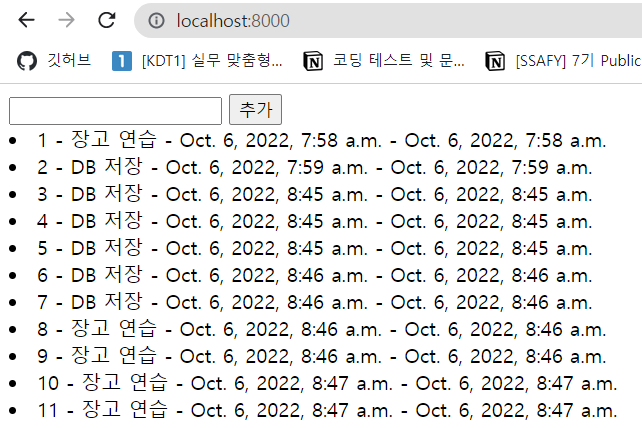 localhost:8000
깃허브 [KDT1] 실무 맞춤형... 코딩 테스트 및 문... [SSAFY] 7기 Public
추가
1 - 장고 연습 - Oct. 6, 2022, 7:58 a.m. - Oct. 6, 2022, 7:58 a.m.
2 - DB 저장 - Oct. 6, 2022, 7:59 a.m. - Oct. 6, 2022, 7:59 a.m.
3 - DB 저장 - Oct. 6, 2022, 8:45 a.m. - Oct. 6, 2022, 8:45 a.m.
4 - DB 저장 - Oct. 6, 2022, 8:45 a.m. - Oct. 6, 2022, 8:45 a.m.
5 - DB 저장 - Oct. 6, 2022, 8:45 a.m. - Oct. 6, 2022, 8:45 a.m.
6 - DB 저장 - Oct. 6, 2022, 8:46 a.m. - Oct. 6, 2022, 8:46 a.m.
7 - DB 저장 - Oct. 6, 2022, 8:46 a.m. - Oct. 6, 2022, 8:46 a.m.
8 - 장고 연습 - Oct. 6, 2022, 8:46 a.m. - Oct. 6, 2022, 8:46 a.m.
9 - 장고 연습 - Oct. 6, 2022, 8:46 a.m. - Oct. 6, 2022, 8:46 a.m.
10 - 장고 연습 - Oct. 6, 2022, 8:47 a.m. - Oct. 6, 2022, 8:47 a.m.
11 - 장고 연습 - Oct. 6, 2022, 8:47 a.m. - Oct. 6, 2022, 8:47 a.m.